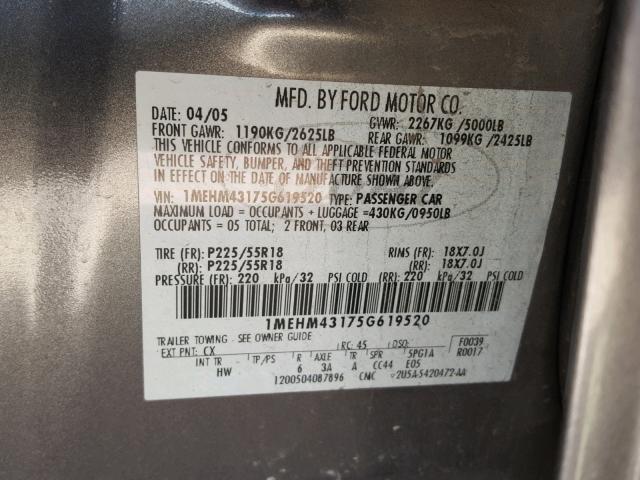 MFD. BY FORD MOTOR CO.
DATE: 04/05 GVWR: 2267KG /5000LB
FRONT GAWR: 1190KG/2625LB REAR GAWR: 1099KG /2425LB
THIS VEHICLE CONFORMS TO ALL APPLICABLE FEDERAL MOTOR
VEHICLE SAFETY, BUMPER, AND THEFT PREVENTION STANDARDS
IN EFFECT ON THE DATE OF MANUFACTURE SHOWN ABOVE.
VIN: 1MEHM43175G619520 TYPE: PASSENGER CAR
MAXIMUM LOAD = OCCUPANTS + LUGGAGE =430KG/0950LB
OCCUPANTS = 05 TOTAL; 2 FRONT, 03 REAR
TIRE (FR): P225/55R18 RIMS (FR): 18X7.0J
(RR): P225/55R18 (RR): 18X7.0J
PRESSURE (FR): 220 kPa/32 PSI COLD (RR): 220 kPa/32 PSI COLD
1MEHM43175G619520
TRAILER TOWING - SEE OWNER GUIDE
EXT PNT: CX RC: 45 DSO: F0039
INT TR TP/PS R AXLE TR SPR 5PG1A R0017
HW 6 3A A CC44 E05
1200504087896 CMC 2U5A-5420472-AA